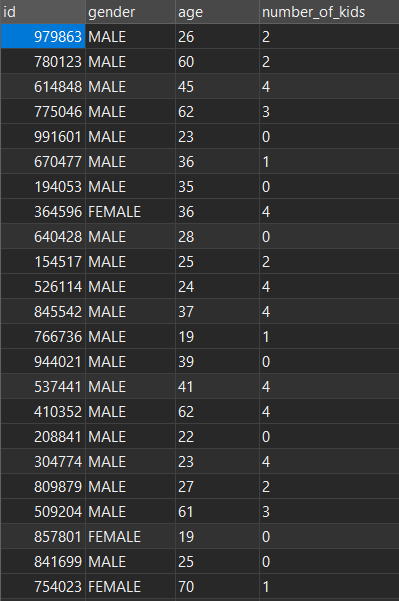 id gender age number_of_kids
979863 MALE 26 2
780123 MALE 60 2
614848 MALE 45 4
775046 MALE 62 3
991601 MALE 23 0
670477 MALE 36 1
194053 MALE 35 0
364596 FEMALE 36 4
640428 MALE 28 0
154517 MALE 25 2
526114 MALE 24 4
845542 MALE 37 4
766736 MALE 19 1
944021 MALE 39 0
537441 MALE 41 4
410352 MALE 62 4
208841 MALE 22 0
304774 MALE 23 4
809879 MALE 27 2
509204 MALE 61 3
857801 FEMALE 19 0
841699 MALE 25 0
754023 FEMALE 70 1